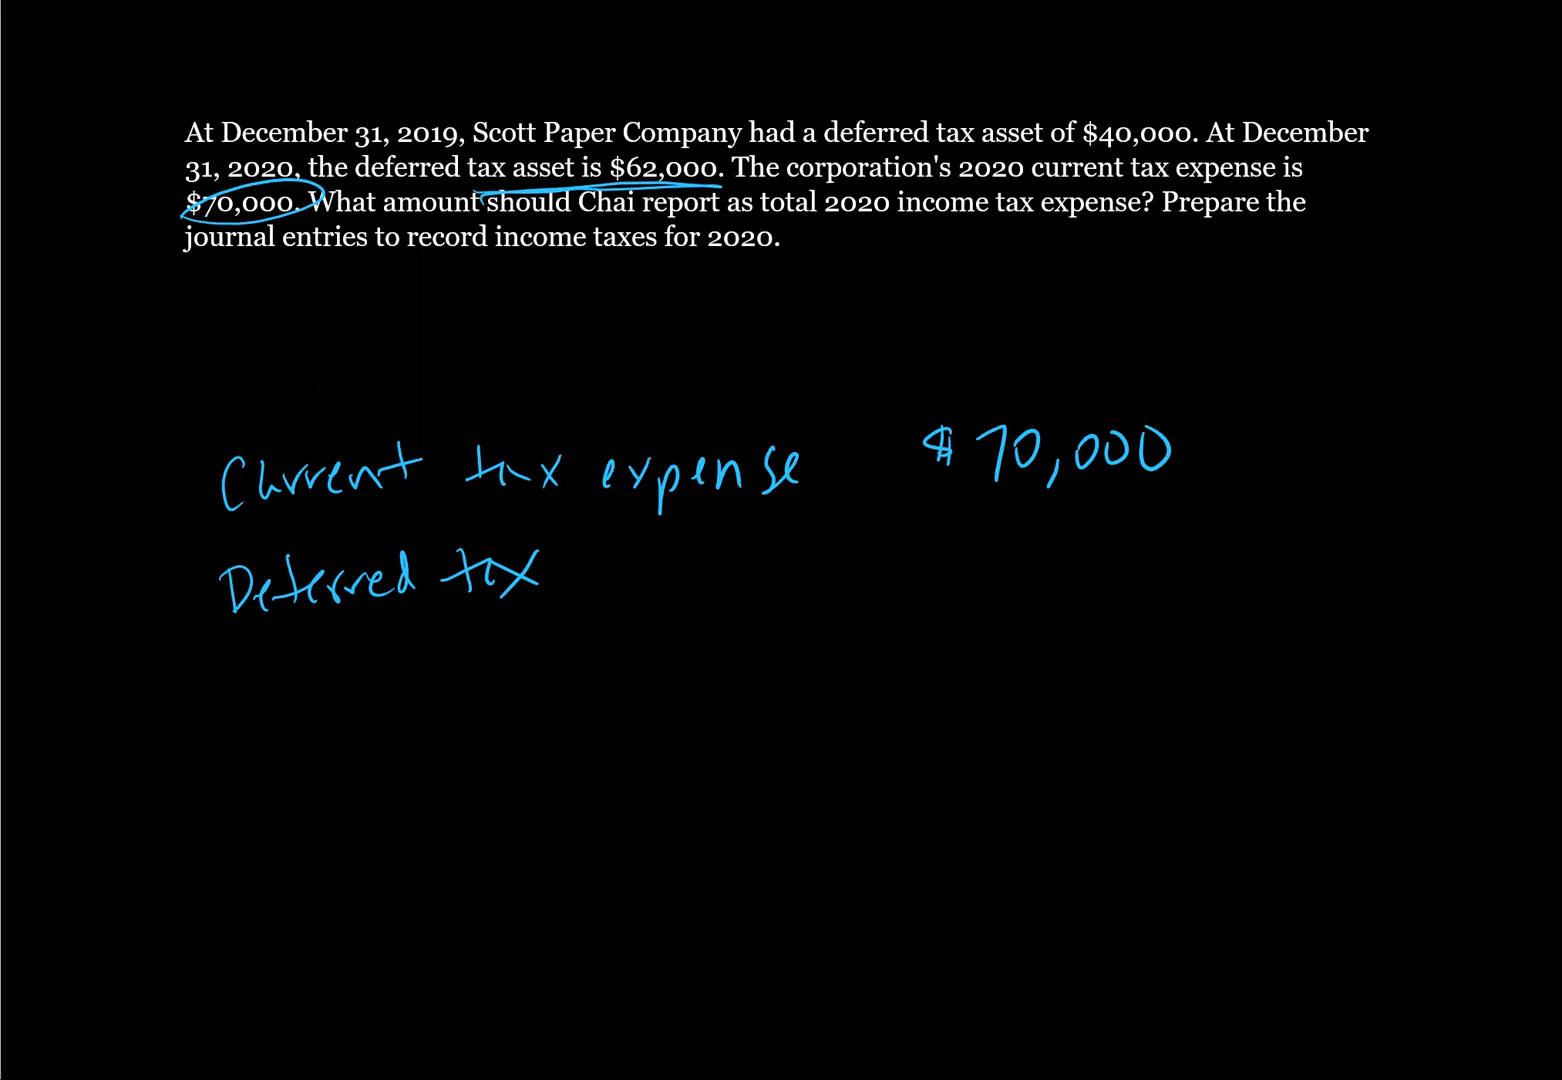 At December 31, 2019, Scott Paper Company had a deferred tax asset of $40,000. At December
31, 2020, the deferred tax asset is $62,000. The corporation's 2020 current tax expense is
$70,000. What amount should Chai report as total 2020 income tax expense? Prepare the
journal entries to record income taxes for 2020.
Current tax expense $70,000
Deferred tax